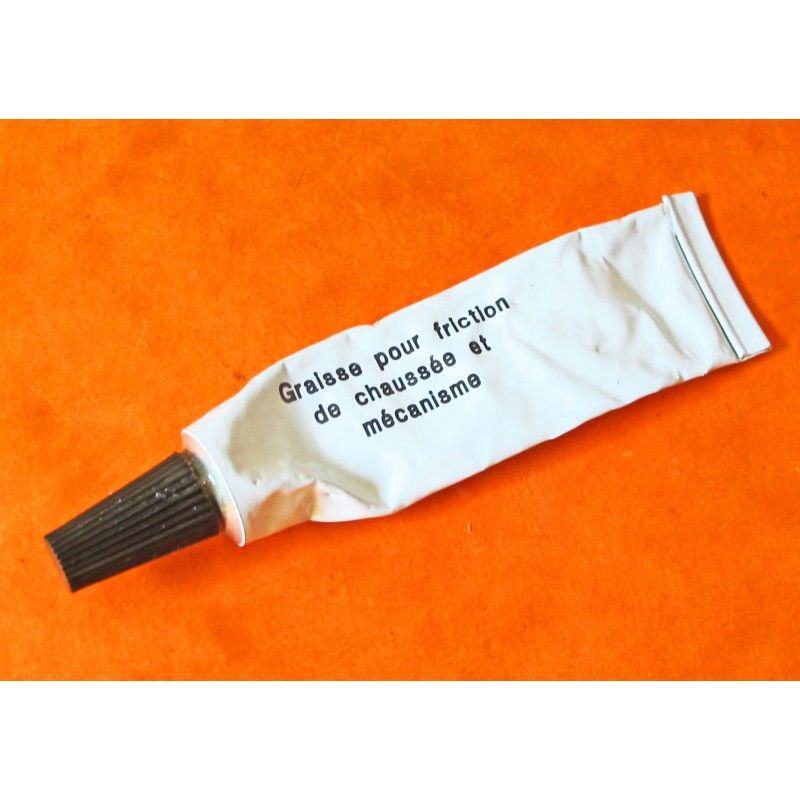 Graisse pour friction
de chaussée et
mécanisme